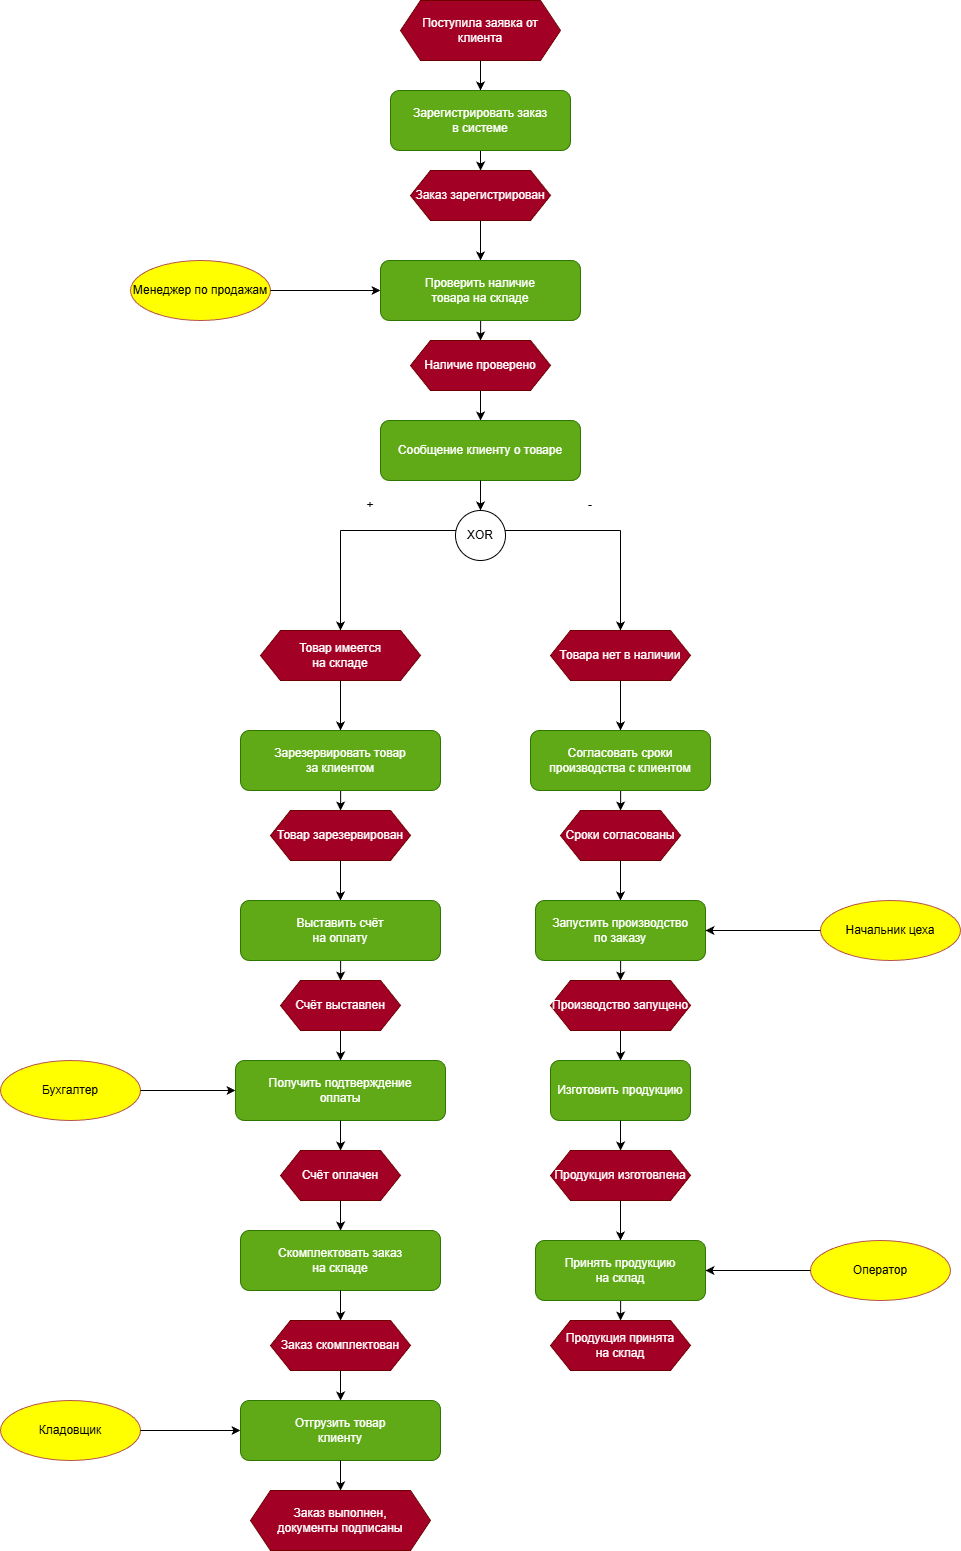 Поступила заявка от
клиента
Зарегистрировать заказ
в системе
Заказ зарегистрирован
Менеджер по продажам
Проверить наличие
товара на складе
Наличие проверено
Сообщение клиенту о товаре
+
-
XOR
Товар имеется
на складе
Товара нет в наличии
Зарезервировать товар
за клиентом
Согласовать сроки
производства с клиентом
Товар зарезервирован
Сроки согласованы
Выставить счёт
на оплату
Запустить производство
по заказу
Начальник цеха
Счёт выставлен
Производство запущено
Бухгалтер
Получить подтверждение
оплаты
Изготовить продукцию
Счёт оплачен
Продукция изготовлена
Скомплектовать заказ
на складе
Принять продукцию
на склад
Оператор
Заказ скомплектован
Продукция принята
на склад
Кладовщик
Отгрузить товар
клиенту
Заказ выполнен,
документы подписаны